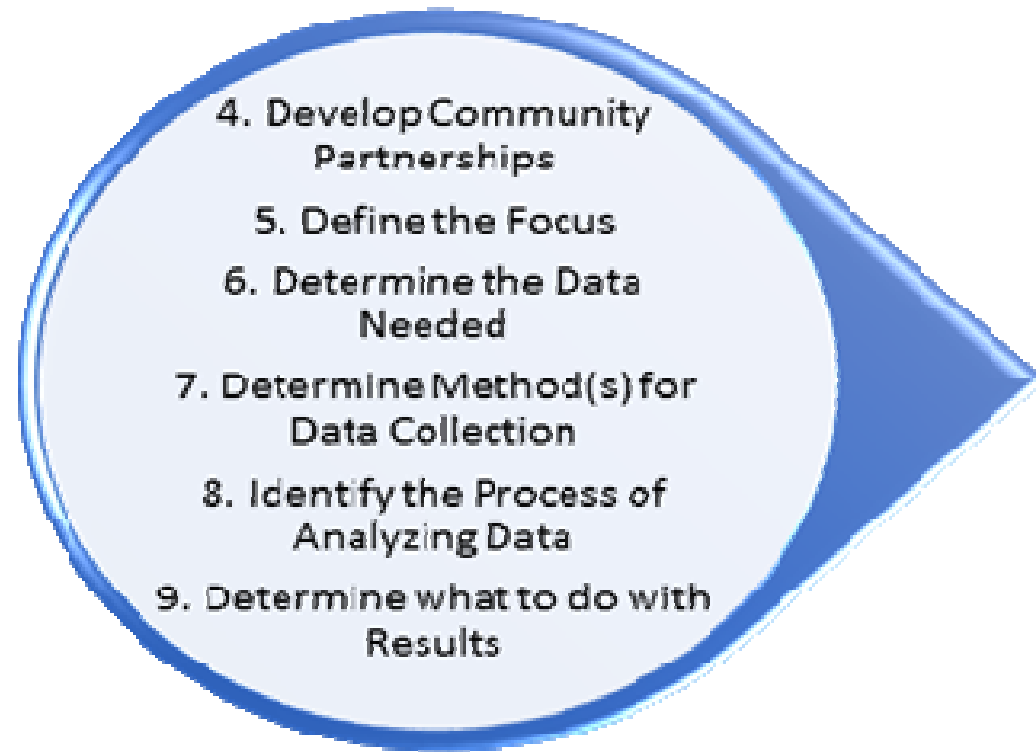 4. Develop Community
Partnerships
5. Define the Focus
6. Determine the Data
Needed
7. Determine Method(s) for
Data Collection
8. Identify the Process of
Analyzing Data
9. Determine what to do with
Results